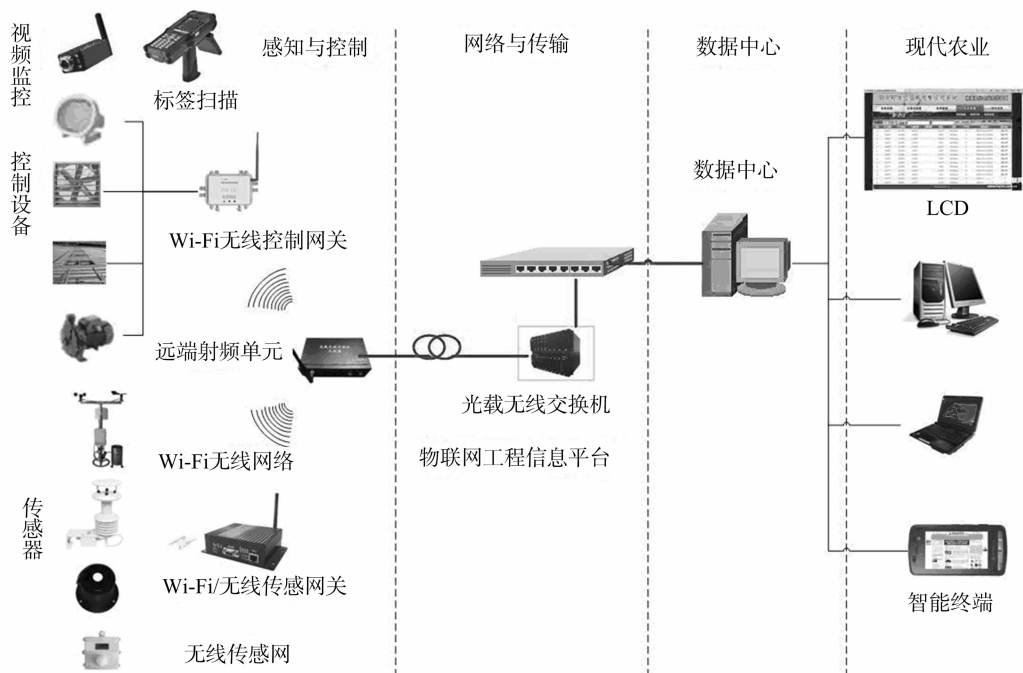 视频监控
感知与控制
网络与传输
数据中心
现代农业
标签扫描
控制设备
Wi-Fi无线控制网关
数据中心
LCD
远端射频单元
光载无线交换机
Wi-Fi无线网络
物联网工程信息平台
传感器
Wi-Fi/无线传感网关
智能终端
无线传感网